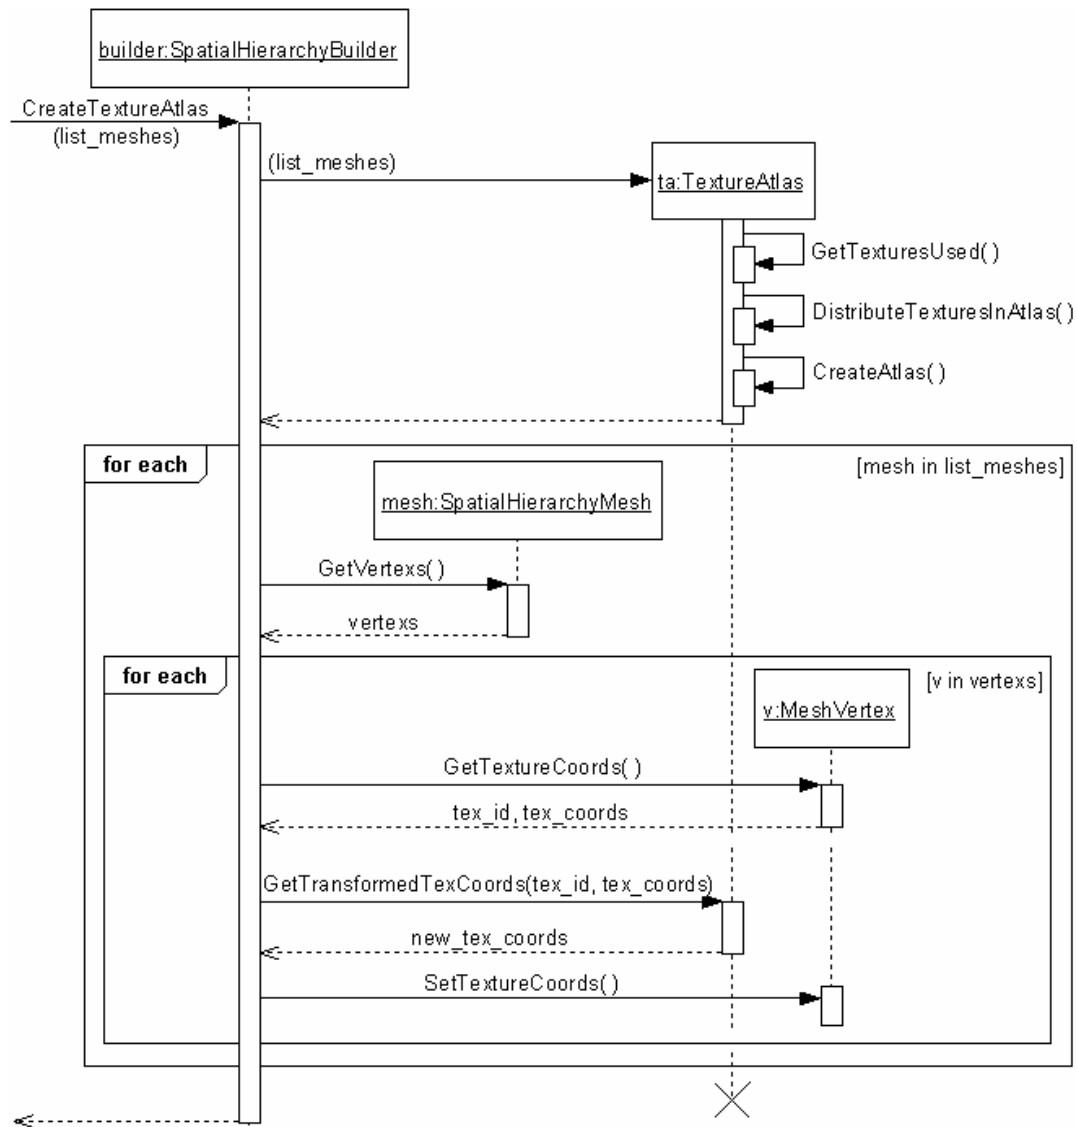 builder:SpatialHierarchyBuilder
CreateTextureAtlas
(list_meshes)
(list_meshes)
ta:TextureAtlas
GetTexturesUsed()
DistributeTexturesInAtlas()
CreateAtlas()
for each
[mesh in list_meshes]
mesh:SpatialHierarchyMesh
GetVertexs()
vertexs
for each
[v in vertexs]
v:MeshVertex
GetTextureCoords()
tex_id, tex_coords
GetTransformedTexCoords(tex_id, tex_coords)
new_tex_coords
SetTextureCoords()